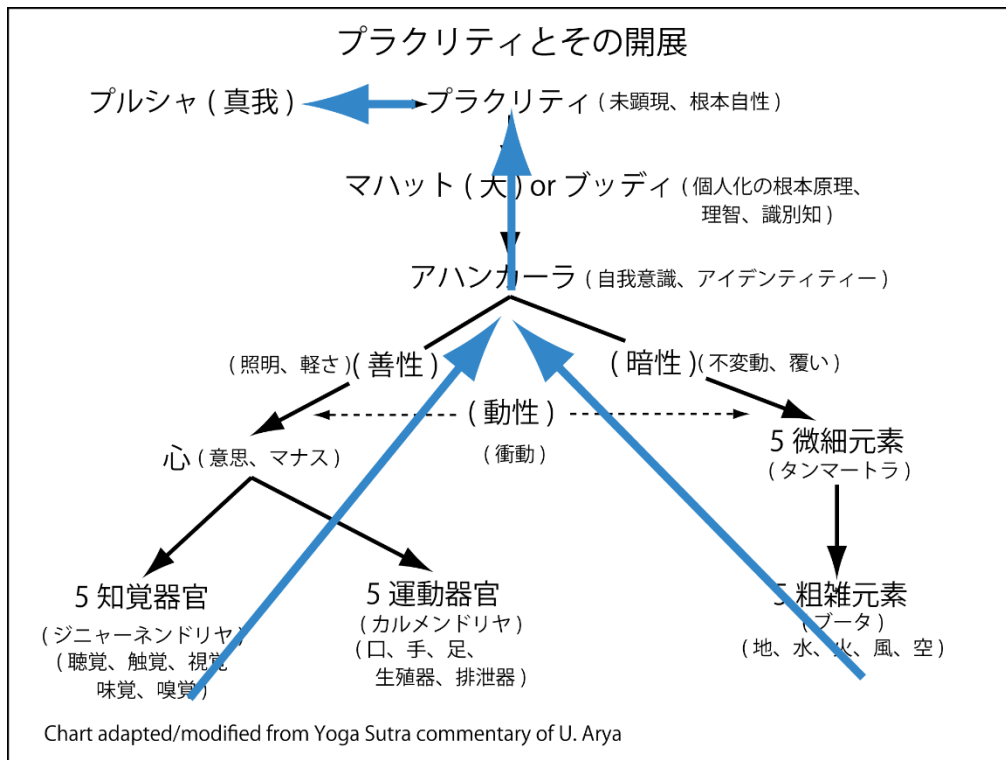 プラクリティとその開展
プルシャ ( 真我 ) プラクリティ ( 未顕現、根本自性 )
マハット ( 大 ) or ブッディ ( 個人化の根本原理、
理智、識別知 )
アハンカーラ ( 自我意識、アイデンティティー )
( 照明、軽さ ) ( 善性 ) ( 暗性 ) ( 不変動、覆い )
( 動性 )
( 衝動 )
心 ( 意思、マナス )
5 微細元素
( タンマートラ )
5 知覚器官
( ジニャーネンドリヤ )
( 聴覚、触覚、視覚
味覚、嗅覚 )
5 運動器官
( カルメンドリヤ )
( 口、手、足、
生殖器、排泄器 )
5 粗雑元素
( ブータ )
( 地、水、火、風、空 )
Chart adapted/modified from Yoga Sutra commentary of U. Arya